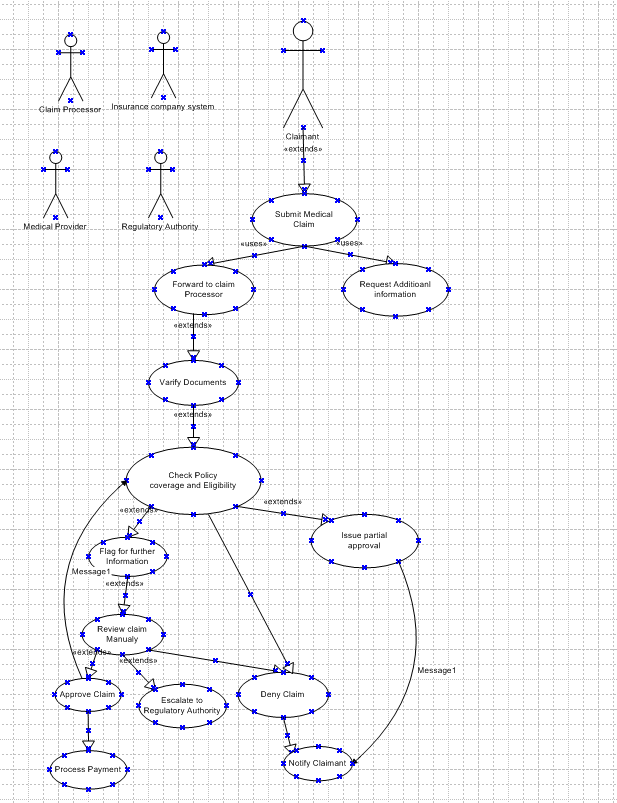 Claim Processor
Insurance company system
Claimant
«extends»
Medical Provider
Regulatory Authority
Submit Medical
Claim
«uses»
«uses»
Forward to claim
Processor
Request Additioanl
information
«extends»
Varify Documents
«extends»
Check Policy
coverage and Eligibility
«extends»
«extends»
Issue partial
approval
Flag for further
Information
Message1
«extends»
Review claim
Manualy
«extends»
«extends»
Message1
Approve Claim
Escalate to
Regulatory Authority
Deny Claim
Process Payment
Notify Claimant